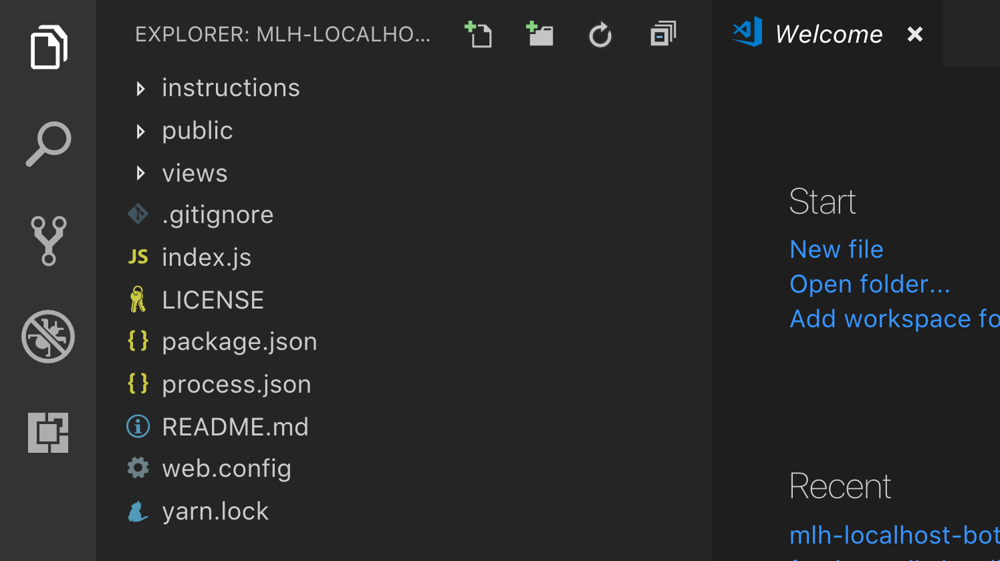 EXPLORER: MLH-LOCALHO...
instructions
public
views
.gitignore
JS index.js
LICENSE
{} package.json
{} process.json
README.md
web.config
yarn.lock
Welcome
Start
New file
Open folder...
Add workspace fo
Recent
mlh-localhost-bot